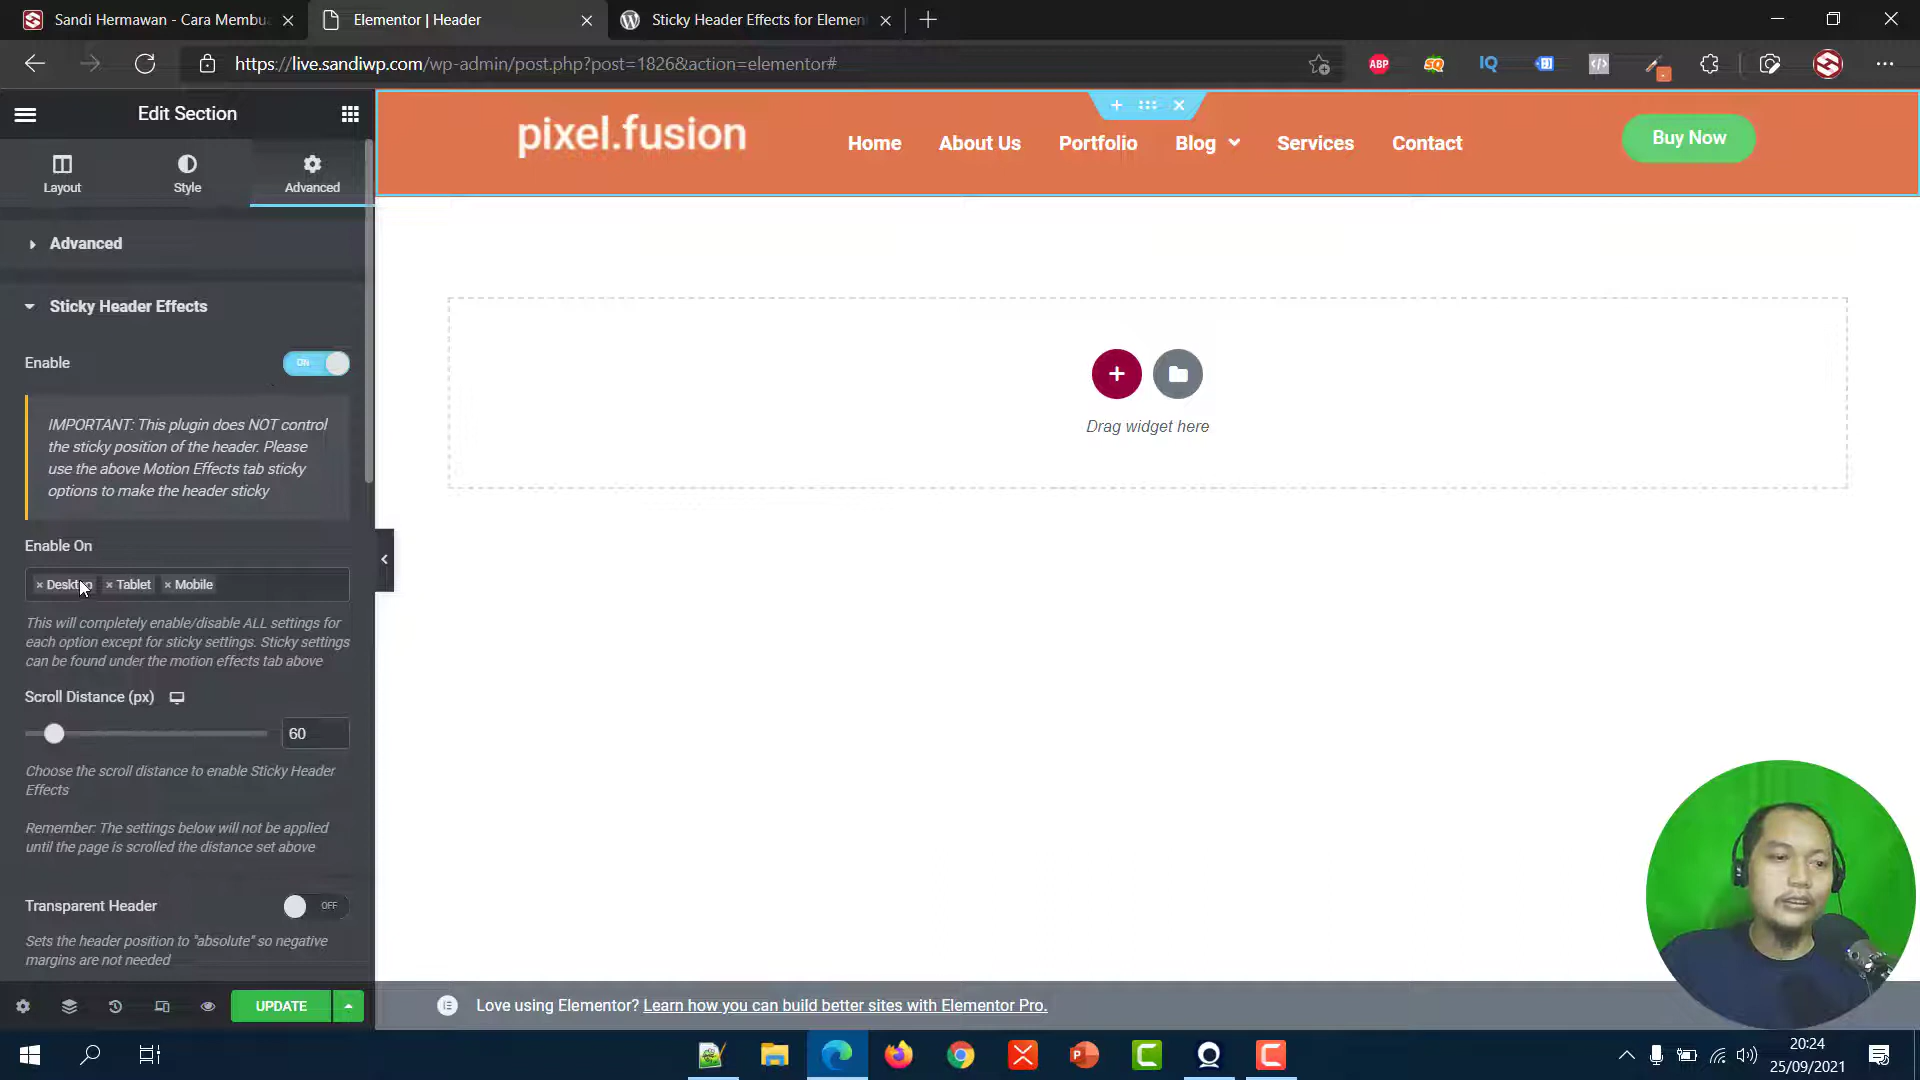 Sandi Hermawan - Cara Membua
Elementor | Header
Sticky Header Effects for Elemen
https://live.sandiwp.com/wp-admin/post.php?post=1826&action=elementor#
ABP
SQ
IQ
Edit Section
Layout
Style
Advanced
Advanced
Sticky Header Effects
Enable
ON
IMPORTANT: This plugin does NOT control
the sticky position of the header. Please
use the above Motion Effects tab sticky
options to make the header sticky
Enable On
× Desktop × Tablet × Mobile
This will completely enable/disable ALL settings for
each option except for sticky settings. Sticky settings
can be found under the motion effects tab above
Scroll Distance (px)
60
Choose the scroll distance to enable Sticky Header
Effects
Remember: The settings below will not be applied
until the page is scrolled the distance set above
Transparent Header
OFF
Sets the header position to "absolute" so negative
margins are not needed
UPDATE
pixel.fusion
Home
About Us
Portfolio
Blog
Services
Contact
Buy Now
Drag widget here
Love using Elementor? Learn how you can build better sites with Elementor Pro.
20:24
25/09/2021